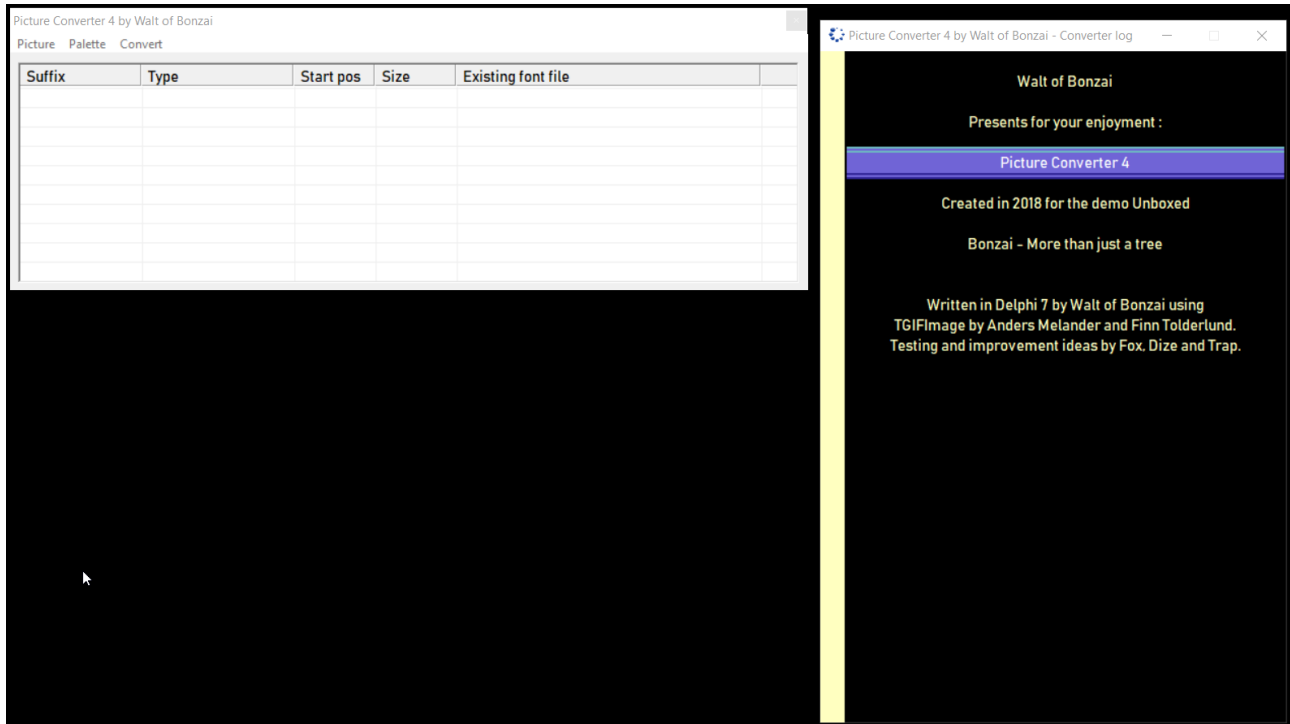 Picture Converter 4 by Walt of Bonzai
Picture Palette Convert
Suffix Type Start pos Size Existing font file
Picture Converter 4 by Walt of Bonzai - Converter log
Walt of Bonzai
Presents for your enjoyment :
Picture Converter 4
Created in 2018 for the demo Unboxed
Bonzai - More than just a tree
Written in Delphi 7 by Walt of Bonzai using
TGIFImage by Anders Melander and Finn Tolderlund.
Testing and improvement ideas by Fox, Dize and Trap.